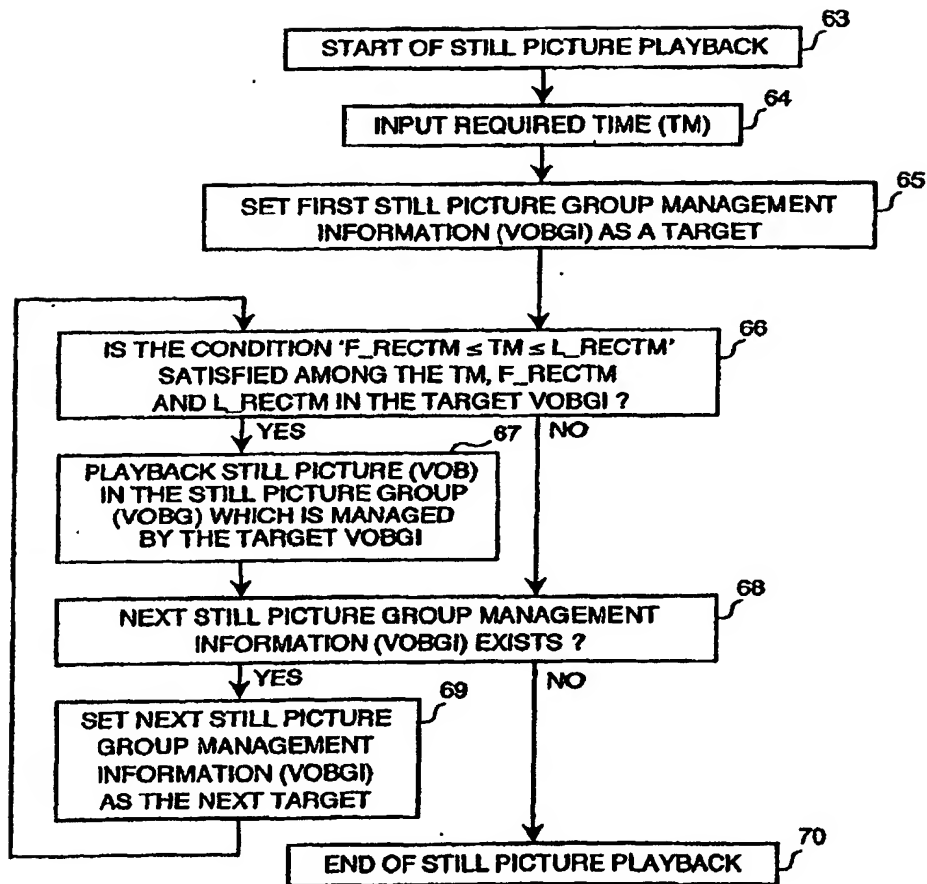 63
START OF STILL PICTURE PLAYBACK
64
INPUT REQUIRED TIME (TM)
65
SET FIRST STILL PICTURE GROUP MANAGEMENT
INFORMATION (VOBGI) AS A TARGET
66
IS THE CONDITION 'F_RECTM ≤ TM ≤ L_RECTM'
SATISFIED AMONG THE TM, F_RECTM
AND L_RECTM IN THE TARGET VOBGI ?
YES
67
NO
PLAYBACK STILL PICTURE (VOB)
IN THE STILL PICTURE GROUP
(VOBG) WHICH IS MANAGED
BY THE TARGET VOBGI
68
NEXT STILL PICTURE GROUP MANAGEMENT
INFORMATION (VOBGI) EXISTS ?
YES
69
NO
SET NEXT STILL PICTURE
GROUP MANAGEMENT
INFORMATION (VOBGI)
AS THE NEXT TARGET
70
END OF STILL PICTURE PLAYBACK